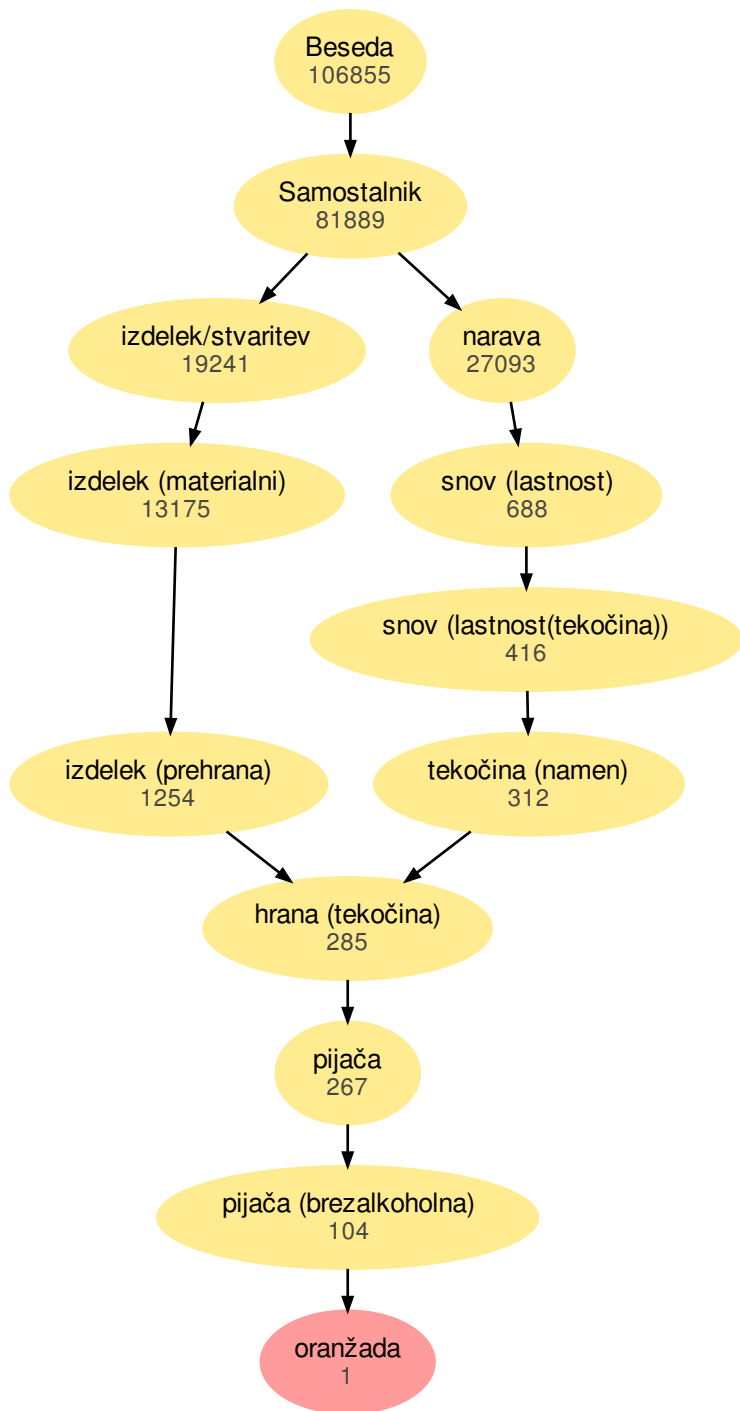 Beseda
106855
Samostalnik
81889
izdelek/stvaritev
19241
narava
27093
izdelek (materialni)
13175
snov (lastnost)
688
snov (lastnost(tekočina))
416
izdelek (prehrana)
1254
tekočina (namen)
312
hrana (tekočina)
285
pijača
267
pijača (brezalkoholna)
104
oranžada
1